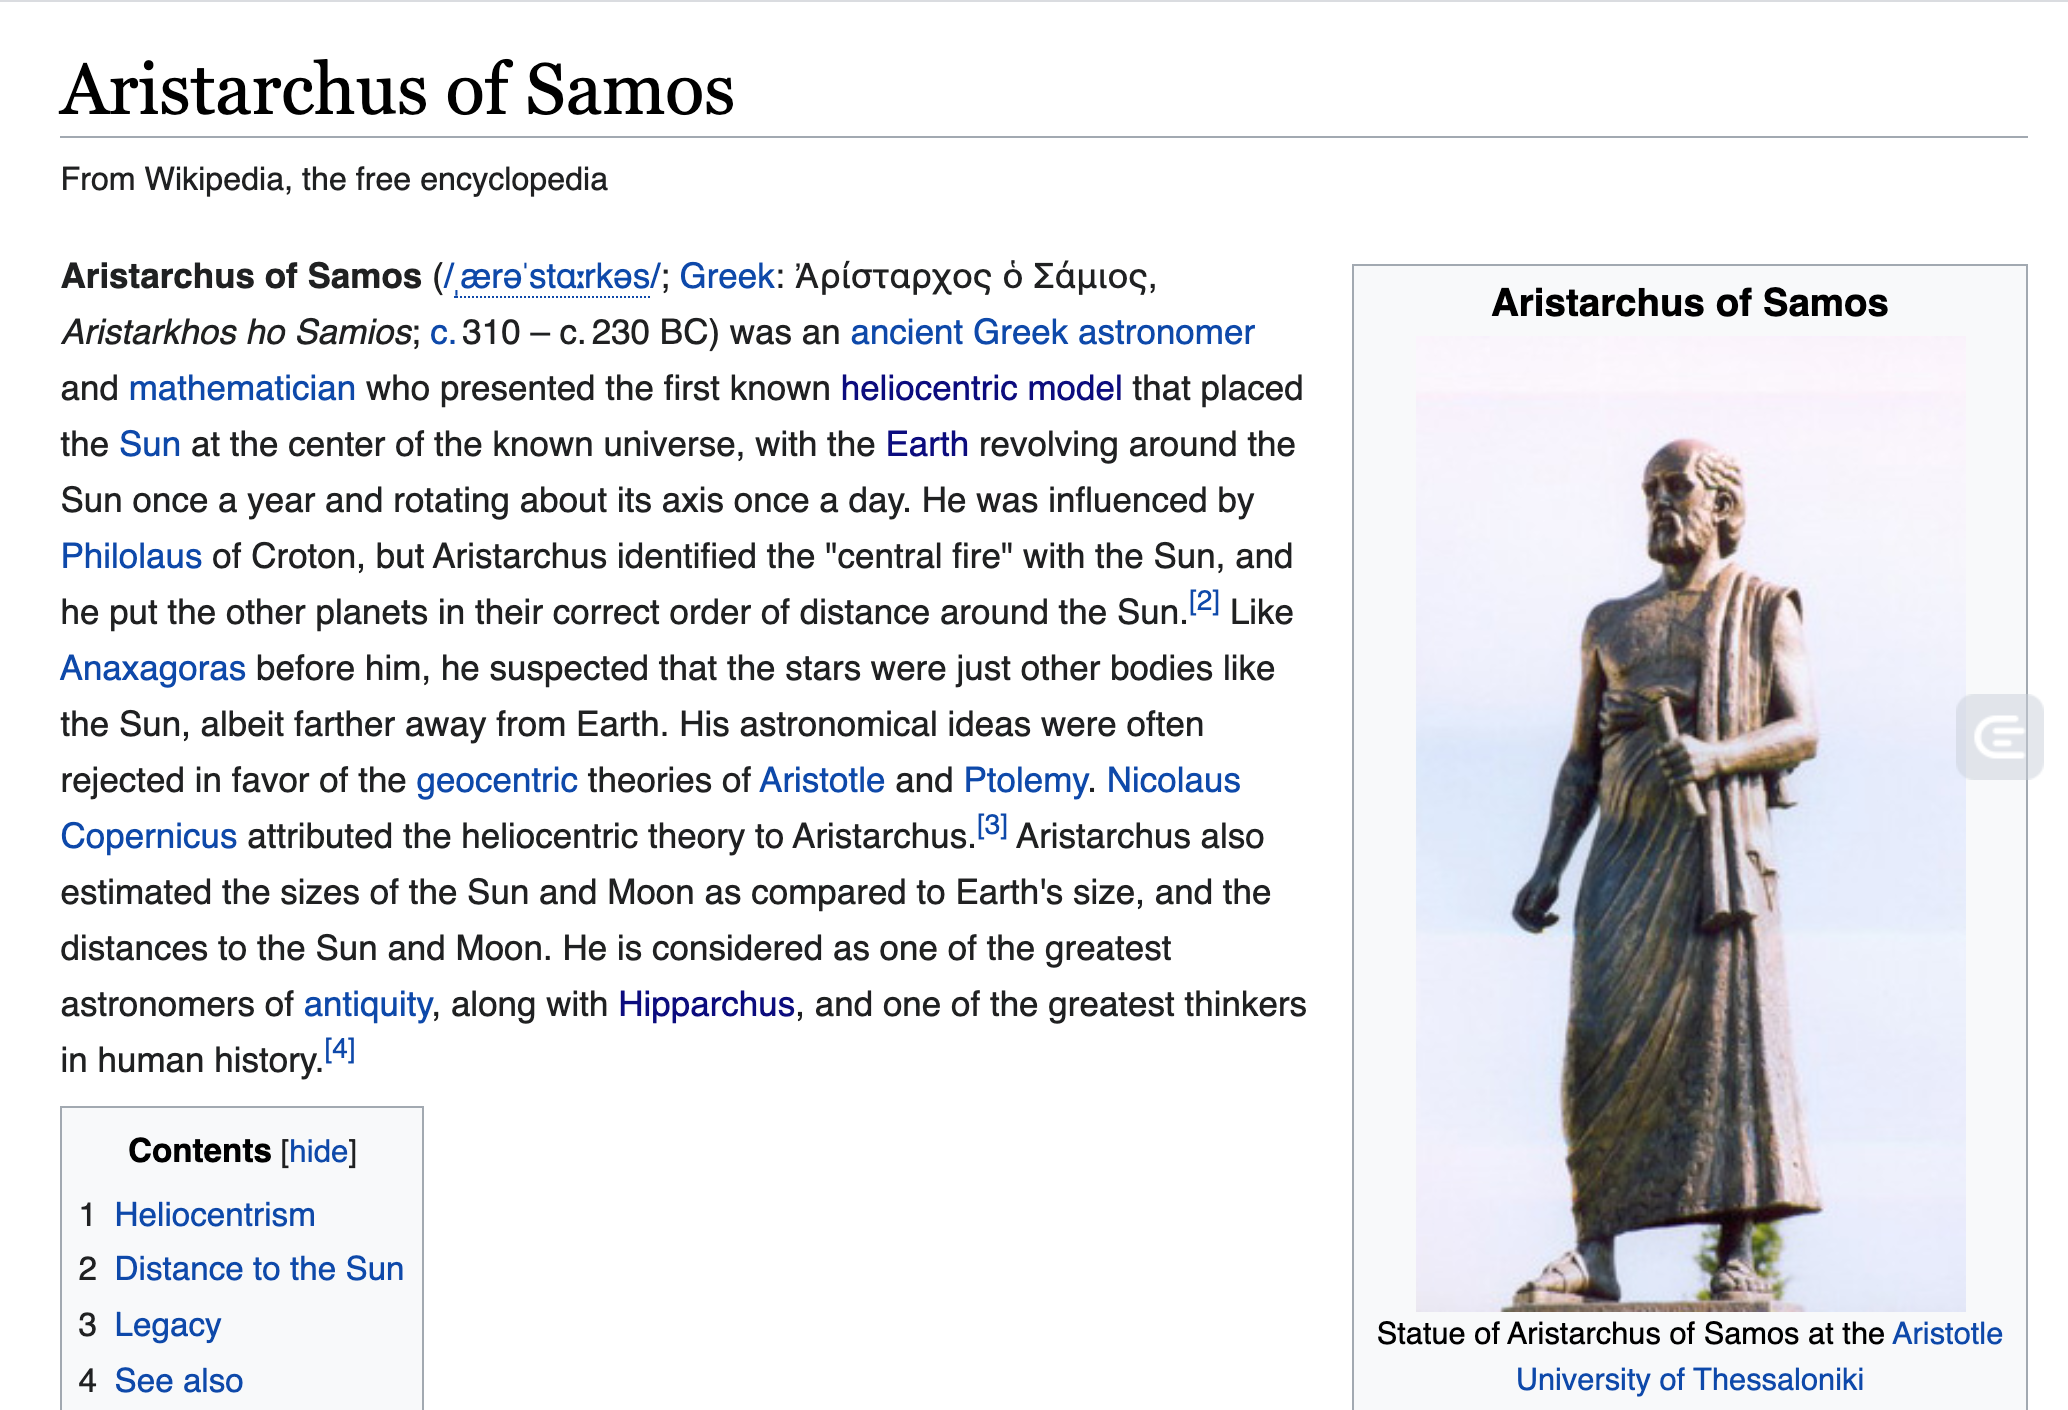 Aristarchus of Samos
From Wikipedia, the free encyclopedia
Aristarchus of Samos (/ˌærəˈstɑːrkəs/; Greek: Ἀρίσταρχος ὁ Σάμιος,
Aristarkhos ho Samios; c. 310 – c. 230 BC) was an ancient Greek astronomer
and mathematician who presented the first known heliocentric model that placed
the Sun at the center of the known universe, with the Earth revolving around the
Sun once a year and rotating about its axis once a day. He was influenced by
Philolaus of Croton, but Aristarchus identified the "central fire" with the Sun, and
he put the other planets in their correct order of distance around the Sun.[2] Like
Anaxagoras before him, he suspected that the stars were just other bodies like
the Sun, albeit farther away from Earth. His astronomical ideas were often
rejected in favor of the geocentric theories of Aristotle and Ptolemy. Nicolaus
Copernicus attributed the heliocentric theory to Aristarchus.[3] Aristarchus also
estimated the sizes of the Sun and Moon as compared to Earth's size, and the
distances to the Sun and Moon. He is considered as one of the greatest
astronomers of antiquity, along with Hipparchus, and one of the greatest thinkers
in human history.[4]
Contents [hide]
1 Heliocentrism
2 Distance to the Sun
3 Legacy
4 See also
Aristarchus of Samos
Statue of Aristarchus of Samos at the Aristotle
University of Thessaloniki